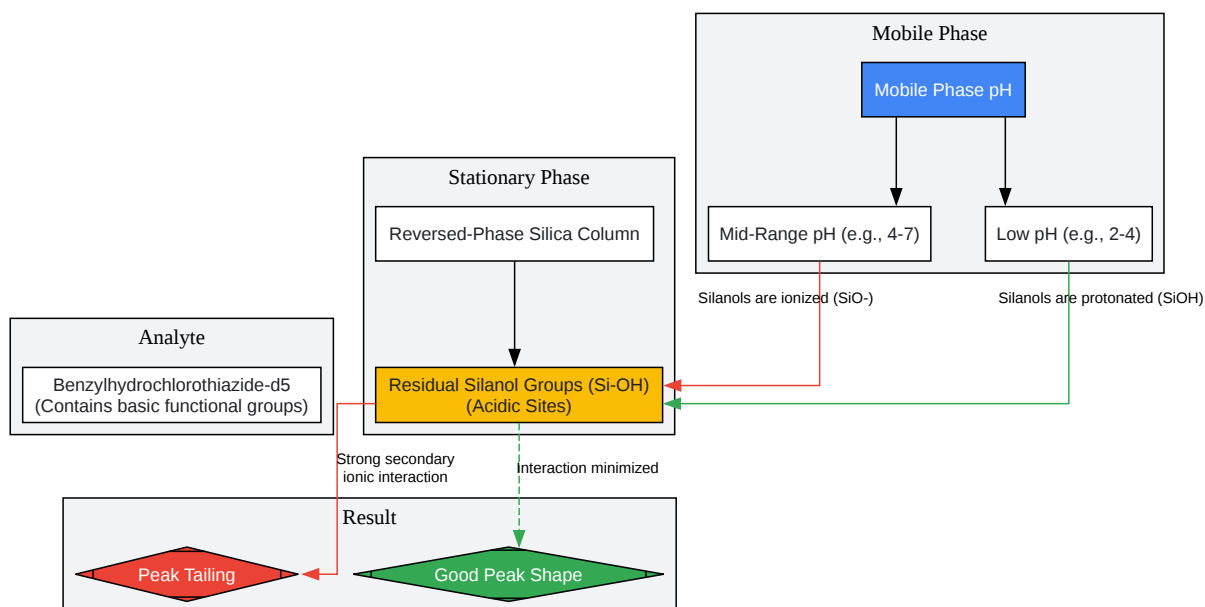 Mobile Phase
Mobile Phase pH
Stationary Phase
Reversed-Phase Silica Column
Mid-Range pH (e.g., 4-7)
Low pH (e.g., 2-4)
Silanols are ionized (SiO-)
Silanols are protonated (SiOH)
Analyte
Benzylhydrochlorothiazide-d5
(Contains basic functional groups)
Residual Silanol Groups (Si-OH)
(Acidic Sites)
Strong secondary
ionic interaction
Interaction minimized
Result
Peak Tailing
Good Peak Shape